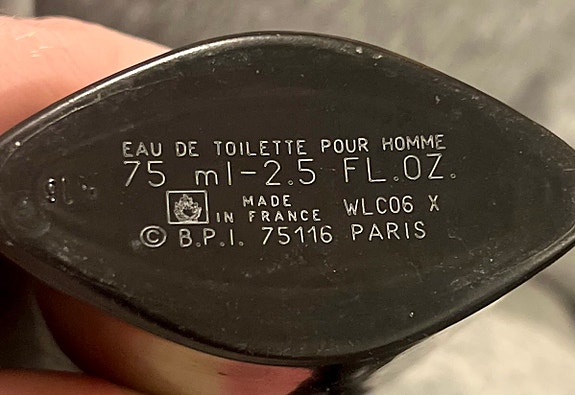 EAU DE TOILETTE POUR HOMME
75 ml-2.5 FL.OZ.
MADE
IN FRANCE WLC06 X
© B.P.I. 75116 PARIS